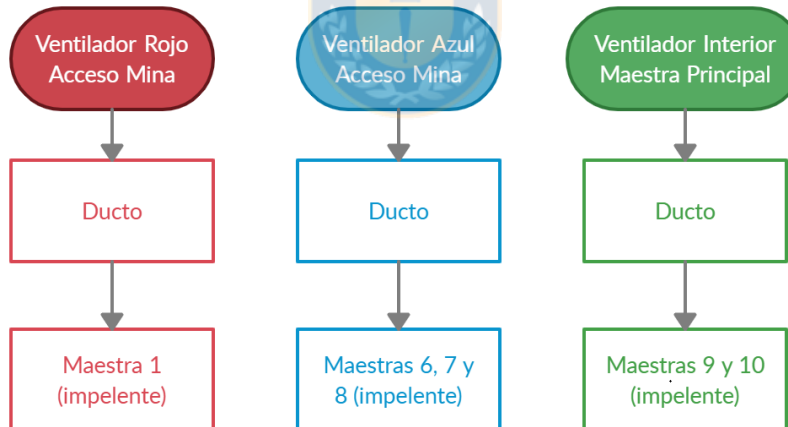 Ventilador Rojo
Acceso Mina
Ventilador Azul
Acceso Mina
Ventilador Interior
Maestra Principal
Ducto
Ducto
Ducto
Maestra 1
(impelente)
Maestras 6, 7 y
8 (impelente)
Maestras 9 y 10
(impelente)